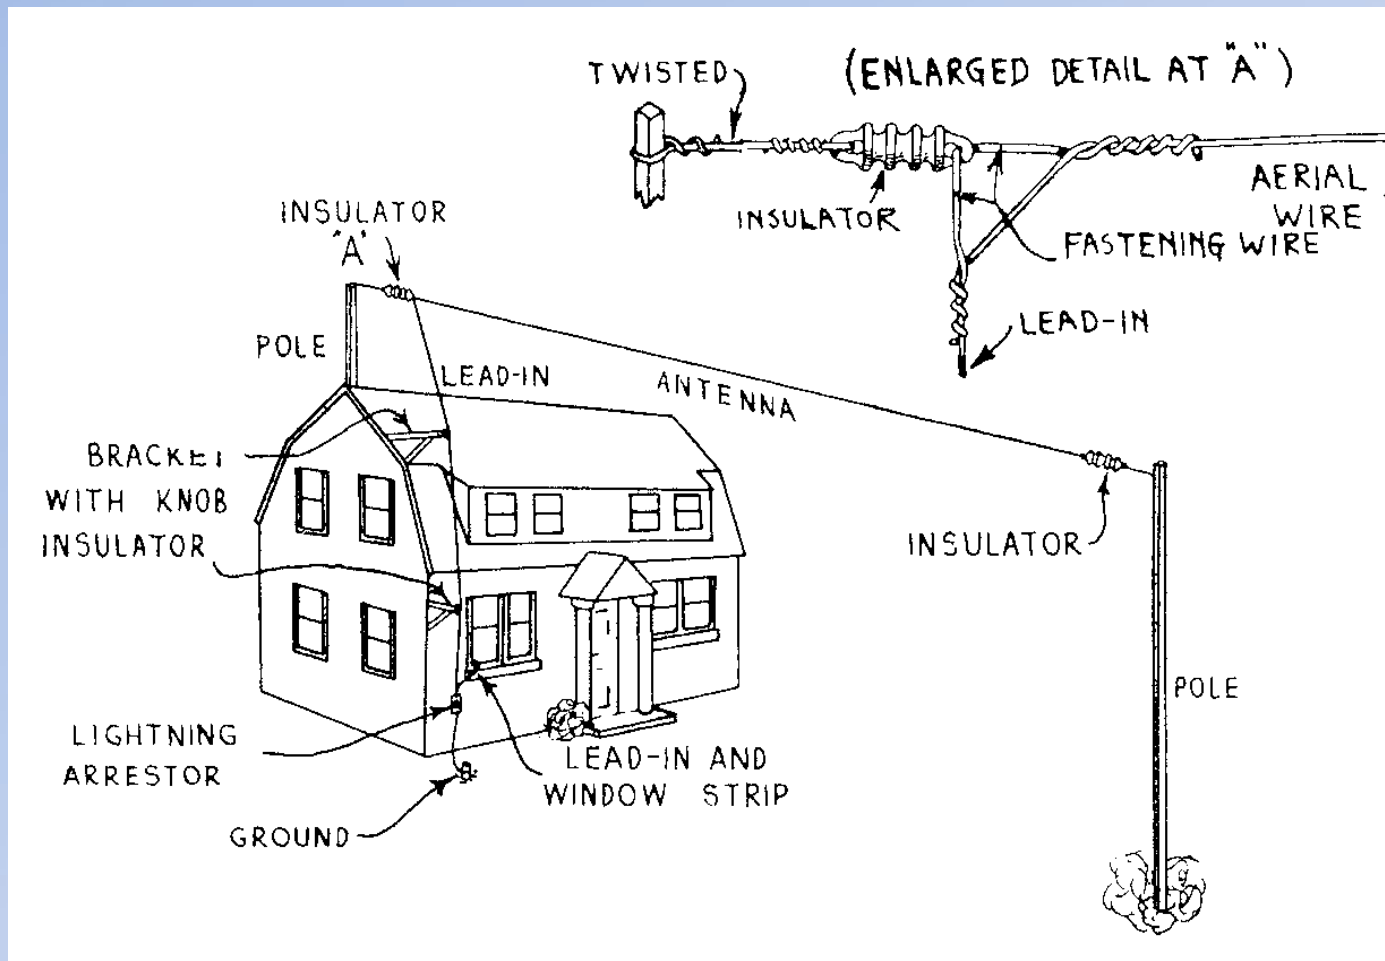 TWISTED
(ENLARGED DETAIL AT "A")
INSULATOR
AERIAL
WIRE
FASTENING WIRE
LEAD-IN
INSULATOR
"A"
POLE
LEAD-IN
ANTENNA
BRACKET
WITH KNOB
INSULATOR
INSULATOR
POLE
LIGHTNING
ARRESTOR
LEAD-IN AND
WINDOW STRIP
GROUND